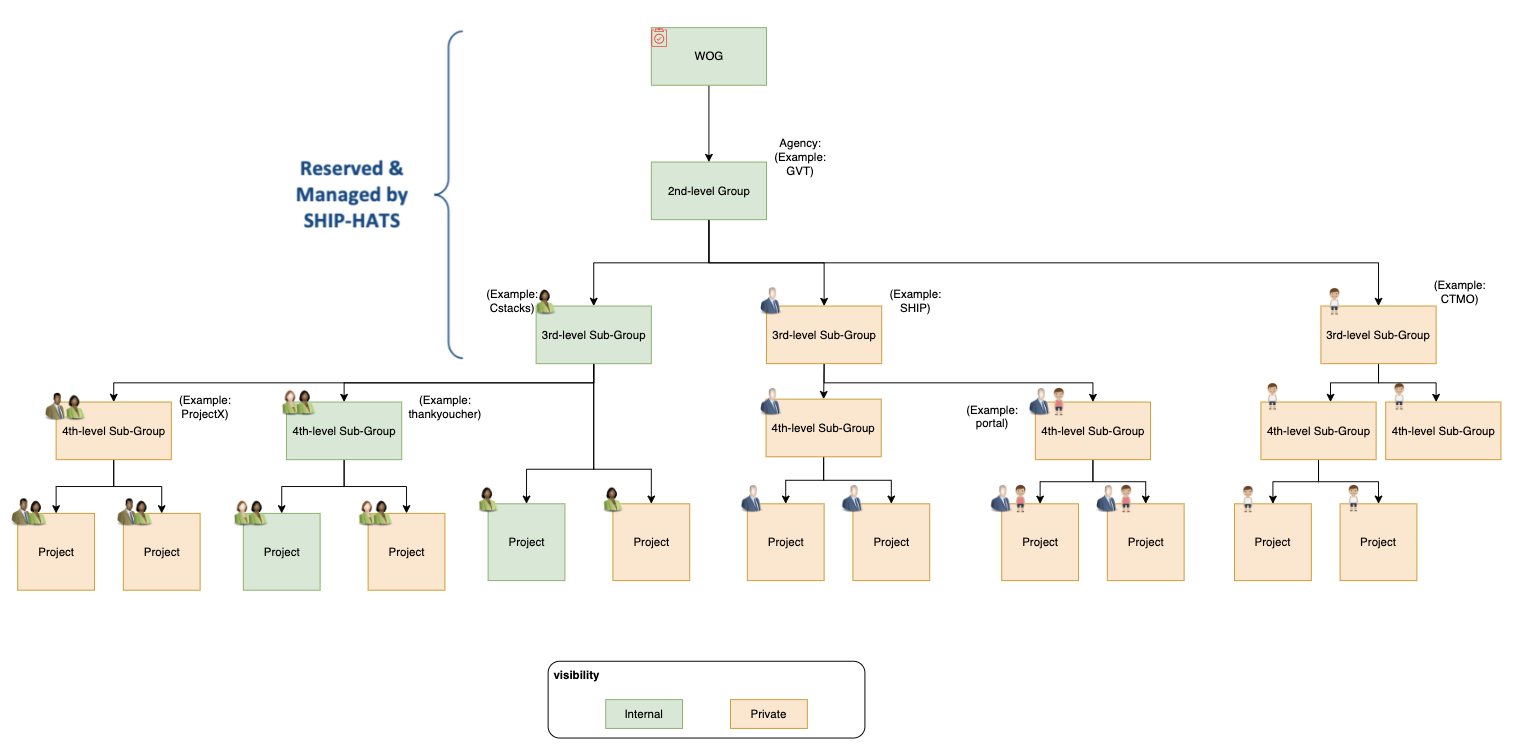 WOG
Agency:
(Example:
GVT)
Reserved &
Managed by
SHIP-HATS
2nd-level Group
(Example:
Cstacks)
(Example:
SHIP)
(Example:
CTMO)
3rd-level Sub-Group
3rd-level Sub-Group
3rd-level Sub-Group
(Example:
ProjectX)
(Example:
thankyoucher)
(Example:
portal)
4th-level Sub-Group
4th-level Sub-Group
4th-level Sub-Group
4th-level Sub-Group
4th-level Sub-Group
4th-level Sub-Group
Project
Project
Project
Project
Project
Project
Project
Project
Project
Project
Project
Project
visibility
Internal
Private